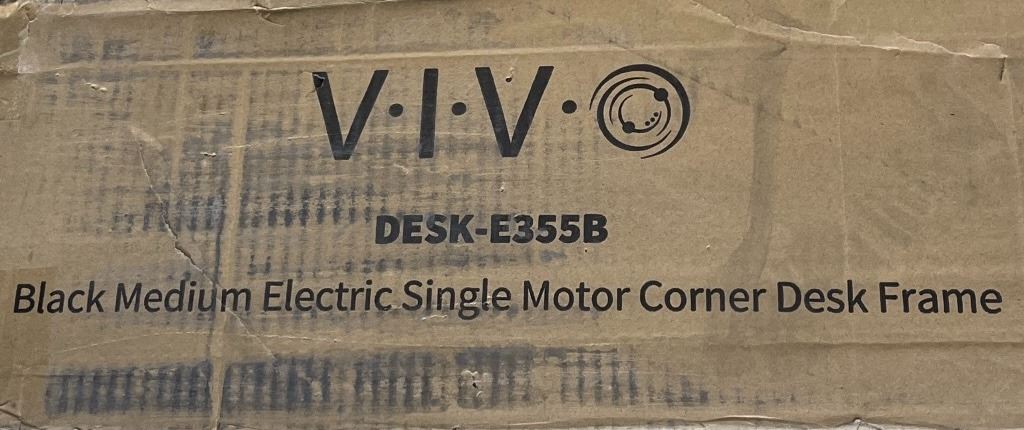 V·I·V·O
DESK-E355B
Black Medium Electric Single Motor Corner Desk Frame